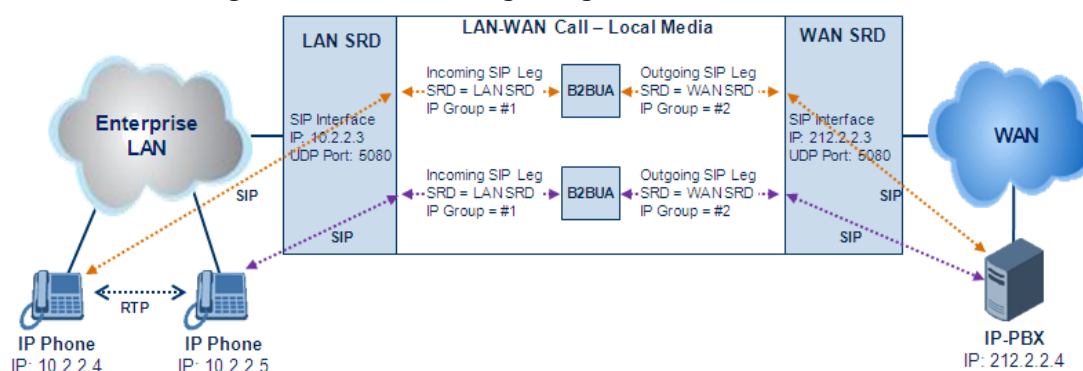 LAN SRD
LAN-WAN Call – Local Media
WAN SRD
Incoming SIP Leg
SRD = LAN SRD
IP Group = #1
B2BUA
Outgoing SIP Leg
SRD = WAN SRD
IP Group = #2
Enterprise
LAN
SIP Interface
IP: 10.2.2.3
UDP Port: 5080
SIP Interface
IP: 212.2.2.3
UDP Port: 5080
WAN
Incoming SIP Leg
SRD = LAN SRD
IP Group = #1
B2BUA
Outgoing SIP Leg
SRD = WAN SRD
IP Group = #2
SIP
SIP
SIP
SIP
RTP
IP Phone
IP: 10.2.2.4
IP Phone
IP: 10.2.2.5
IP-PBX
IP: 212.2.2.4